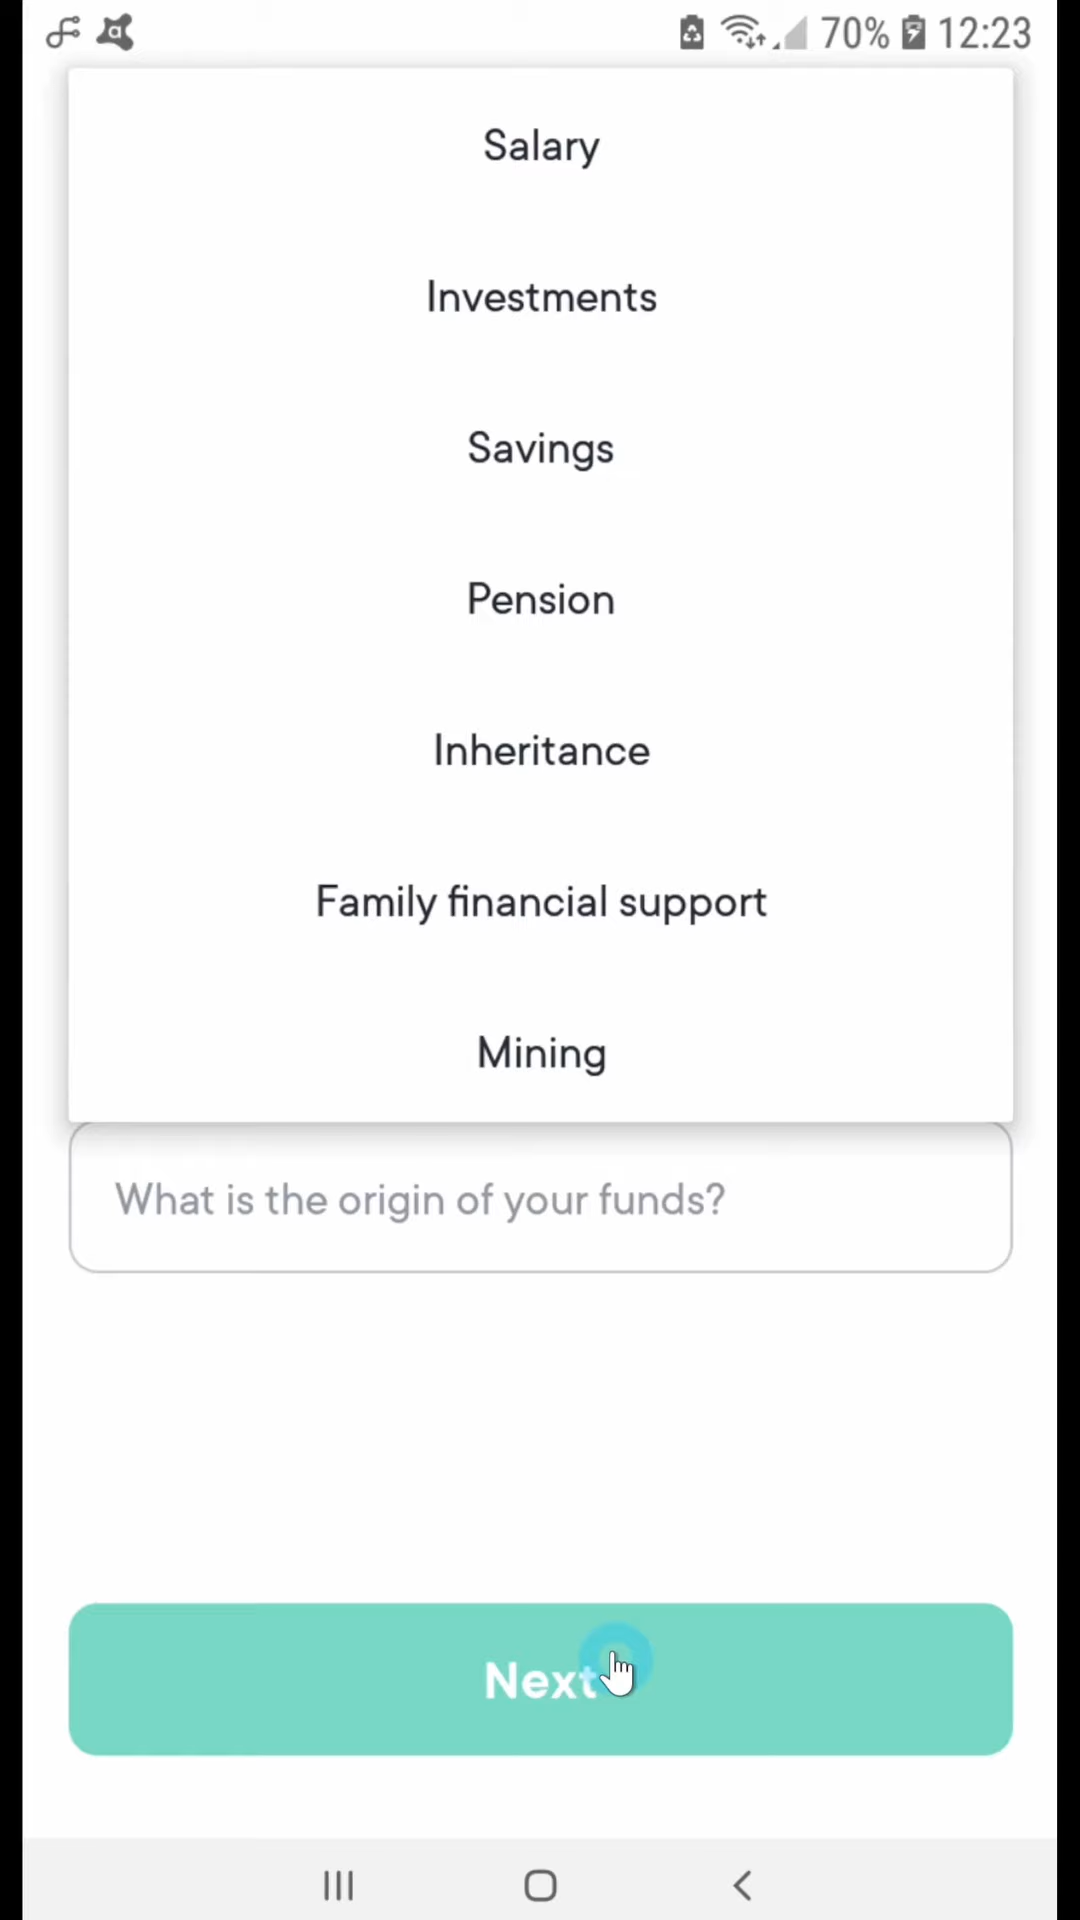 70% 12:23
Salary
Investments
Savings
Pension
Inheritance
Family financial support
Mining
What is the origin of your funds?
Next